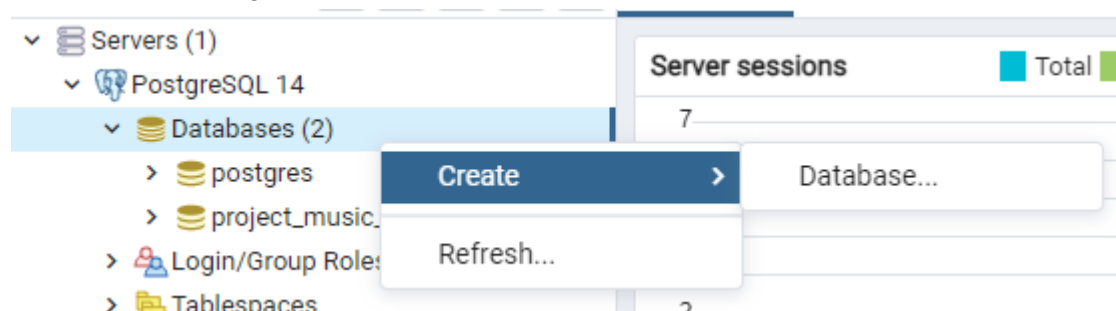 Servers (1)
PostgreSQL 14
Databases (2)
postgres
project_music_
Login/Group Roles
Tablespaces
Create
Refresh...
Database...
Server sessions
Total
7